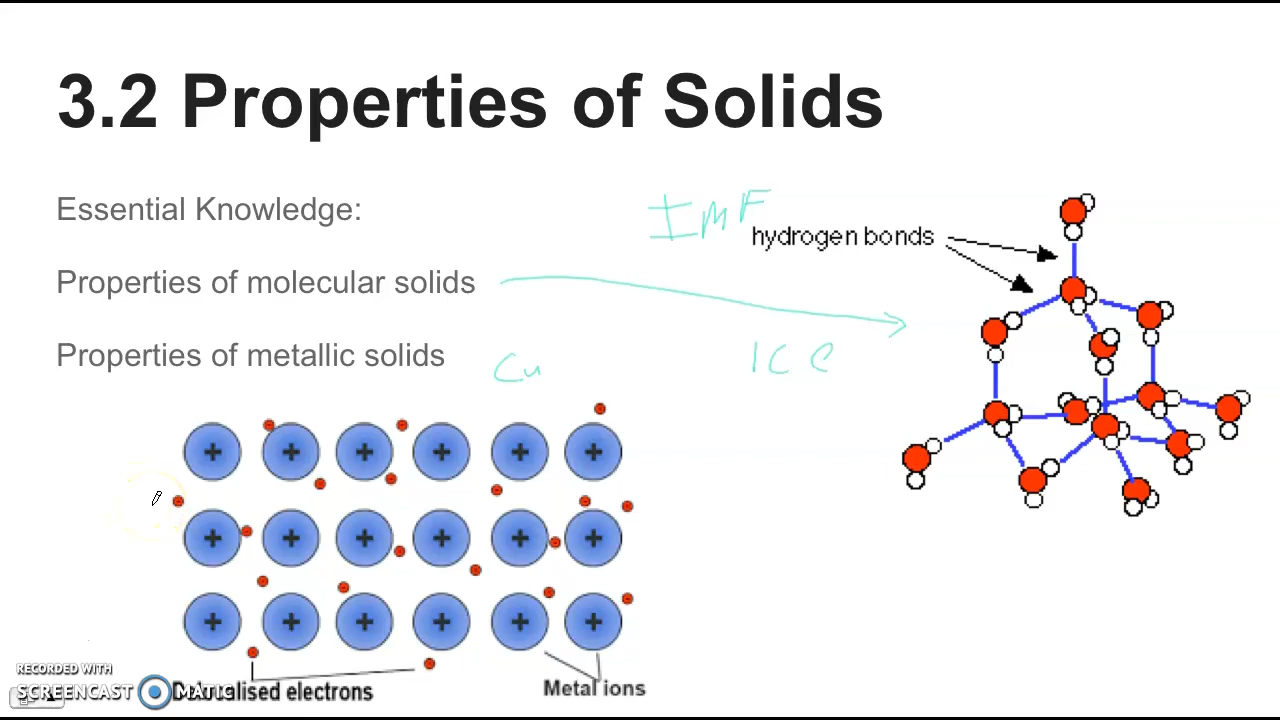 3.2 Properties of Solids
Essential Knowledge:
IMF
hydrogen bonds
Properties of molecular solids
Properties of metallic solids
Cu
ICE
RECORDED WITH
SCREENCAST MATIC
Delocalised electrons
Metal ions